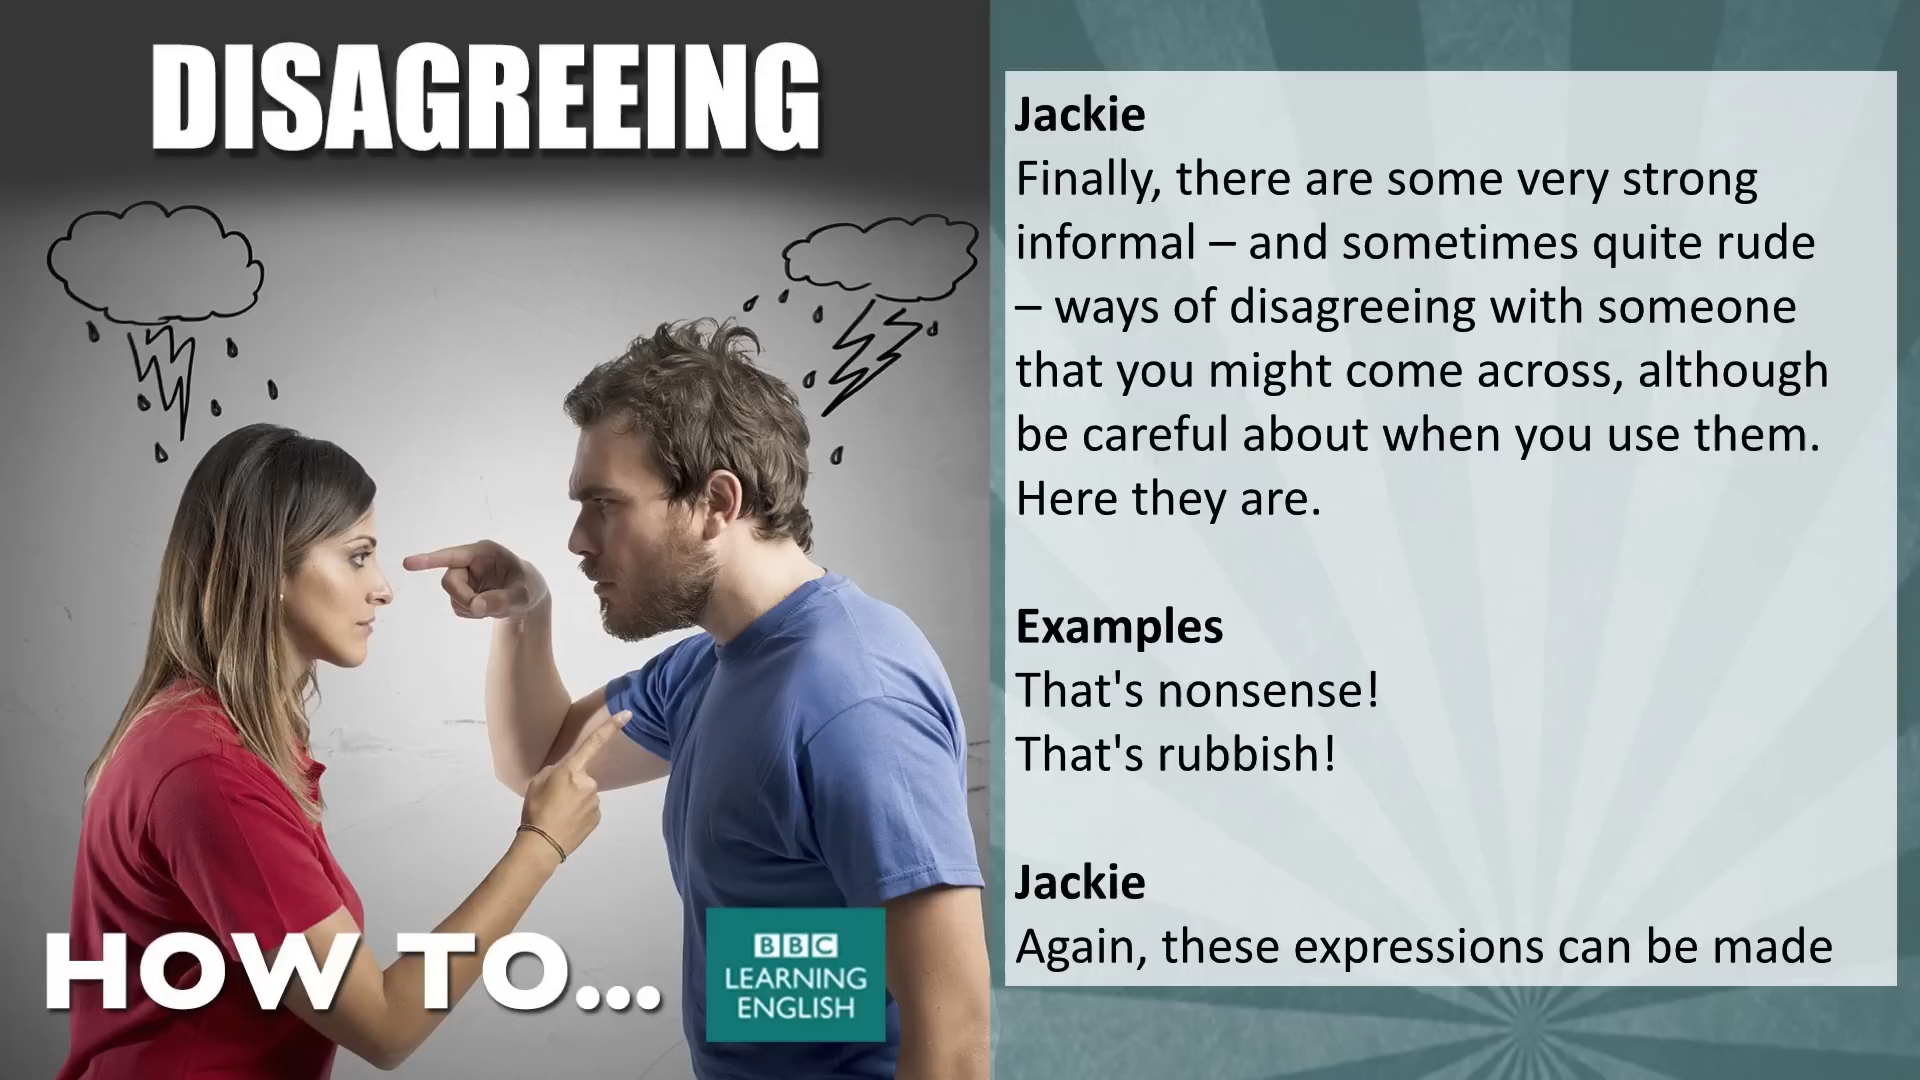 DISAGREEING
HOW TO...
BBC
LEARNING
ENGLISH
Jackie
Finally, there are some very strong
informal – and sometimes quite rude
– ways of disagreeing with someone
that you might come across, although
be careful about when you use them.
Here they are.
Examples
That's nonsense!
That's rubbish!
Jackie
Again, these expressions can be made